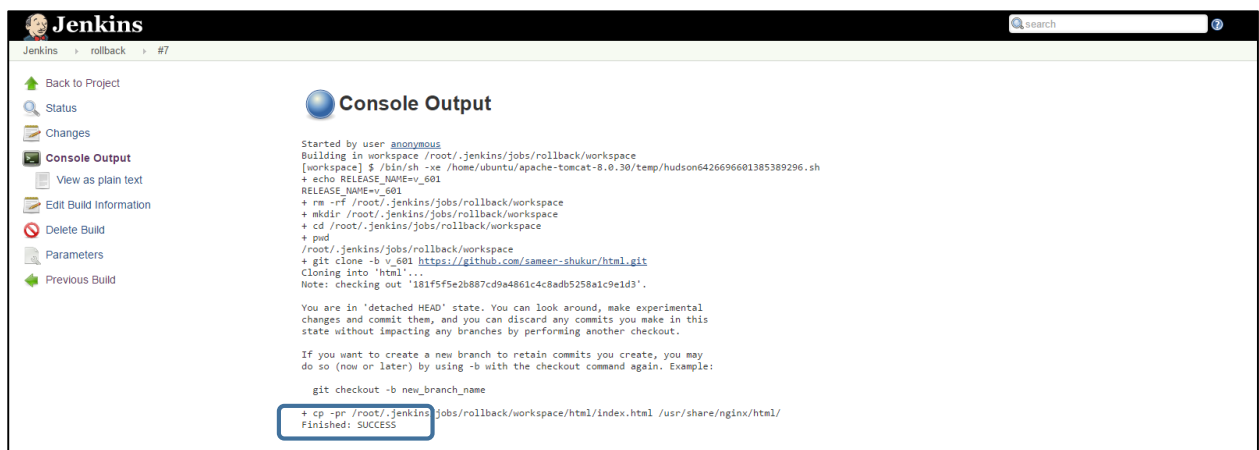 Jenkins
search
Jenkins rollback #7
Back to Project
Status
Changes
Console Output
View as plain text
Edit Build Information
Delete Build
Parameters
Previous Build
Console Output
Started by user anonymous
Building in workspace /root/.jenkins/jobs/rollback/workspace
[workspace] $ /bin/sh -xe /home/ubuntu/apache-tomcat-8.0.30/temp/hudson6426696601385389296.sh
+ echo RELEASE_NAME=v_601
RELEASE_NAME=v_601
+ rm -rf /root/.jenkins/jobs/rollback/workspace
+ mkdir /root/.jenkins/jobs/rollback/workspace
+ cd /root/.jenkins/jobs/rollback/workspace
+ pwd
/root/.jenkins/jobs/rollback/workspace
+ git clone -b v_601 https://github.com/sameer-shukur/html.git
Cloning into 'html'...
Note: checking out '181f5f5e2b887cd9a4861c4c8adb5258a1c9e1d3'.
You are in 'detached HEAD' state. You can look around, make experimental
changes and commit them, and you can discard any commits you make in this
state without impacting any branches by performing another checkout.
If you want to create a new branch to retain commits you create, you may
do so (now or later) by using -b with the checkout command again. Example:
git checkout -b new_branch_name
+ cp -pr /root/.jenkins/jobs/rollback/workspace/html/index.html /usr/share/nginx/html/
Finished: SUCCESS